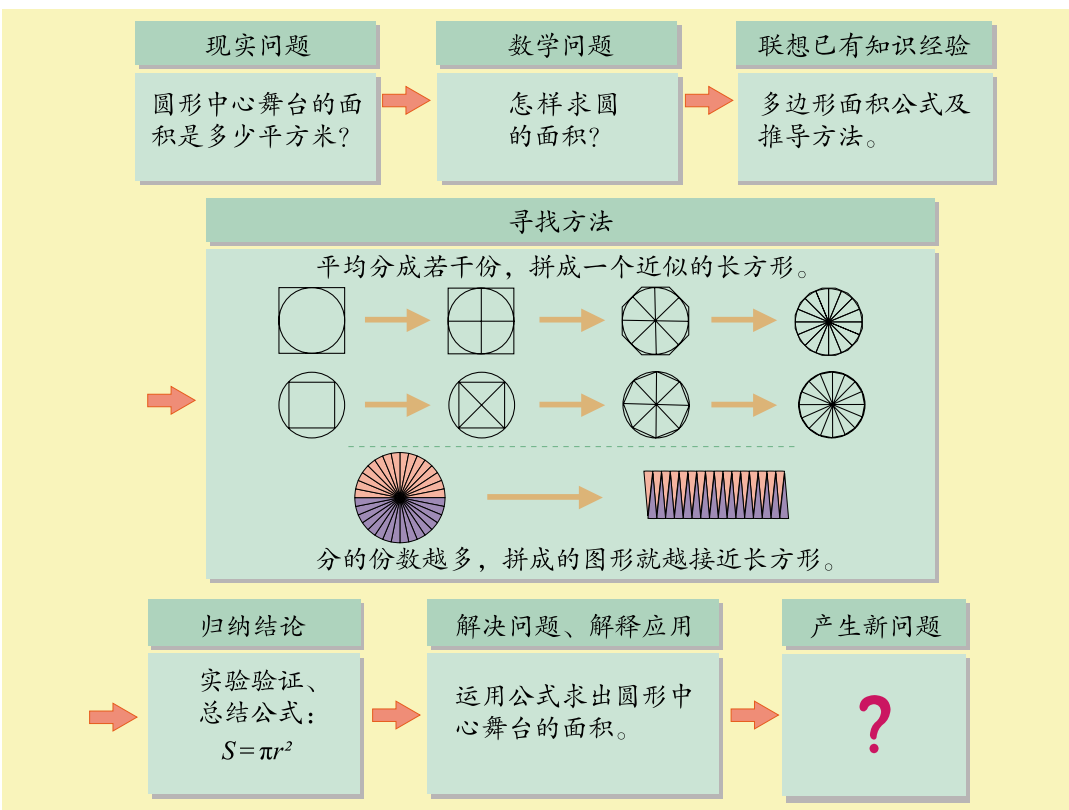 现实问题
圆形中心舞台的面
积是多少平方米？
数学问题
怎样求圆
的面积？
联想已有知识经验
多边形面积公式及
推导方法。
寻找方法
平均分成若干份，拼成一个近似的长方形。
分的份数越多，拼成的图形就越接近长方形。
归纳结论
实验验证、
总结公式：
S=πr²
解决问题、解释应用
运用公式求出圆形中
心舞台的面积。
产生新问题
？